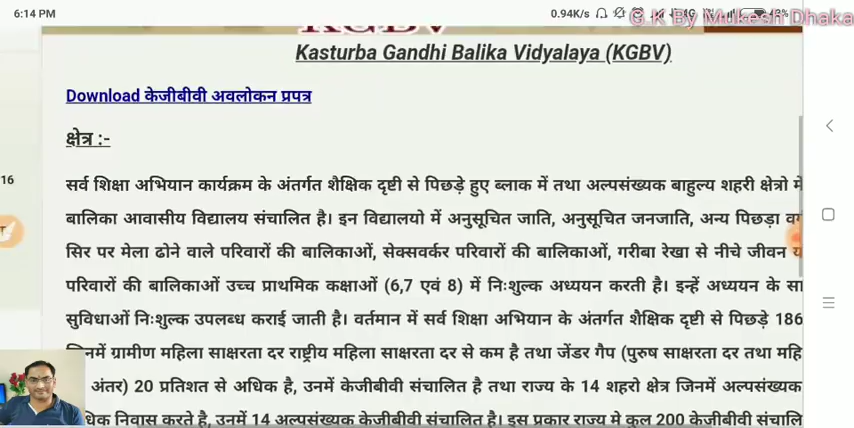 6:14 PM 0.94K/s 4G
G.K By Mukesh Dhaka
KGBV
Kasturba Gandhi Balika Vidyalaya (KGBV)
Download केजीबीवी अवलोकन प्रपत्र
क्षेत्र :-
16
सर्व शिक्षा अभियान कार्यक्रम के अंतर्गत शैक्षिक दृष्टी से पिछड़े हुए ब्लाक में तथा अल्पसंख्यक बाहुल्य शहरी क्षेत्रो में
बालिका आवासीय विद्यालय संचालित है। इन विद्यालयो में अनुसूचित जाति, अनुसूचित जनजाति, अन्य पिछड़ा
सिर पर मेला ढोने वाले परिवारों की बालिकाओं, सेक्सवर्कर परिवारों की बालिकाओं, गरीबा रेखा से नीचे जीवन
परिवारों की बालिकाओं उच्च प्राथमिक कक्षाओं (6,7 एवं 8) में निःशुल्क अध्ययन करती है। इन्हें अध्ययन के सा
सुविधाओं निःशुल्क उपलब्ध कराई जाती है। वर्तमान में सर्व शिक्षा अभियान के अंतर्गत शैक्षिक दृष्टी से पिछड़े 186
ग्रामीण महिला साक्षरता दर राष्ट्रीय महिला साक्षरता दर से कम है तथा जेंडर गैप (पुरुष साक्षरता दर तथा महि
अंतर) 20 प्रतिशत से अधिक है, उनमें केजीबीवी संचालित है तथा राज्य के 14 शहरो क्षेत्र जिनमें अल्पसंख्यक
धिक निवास करते है, उनमें 14 अल्पसंख्यक केजीबीवी संचालित है। इस प्रकार राज्य मे कुल 200 केजीबीवी संचालि